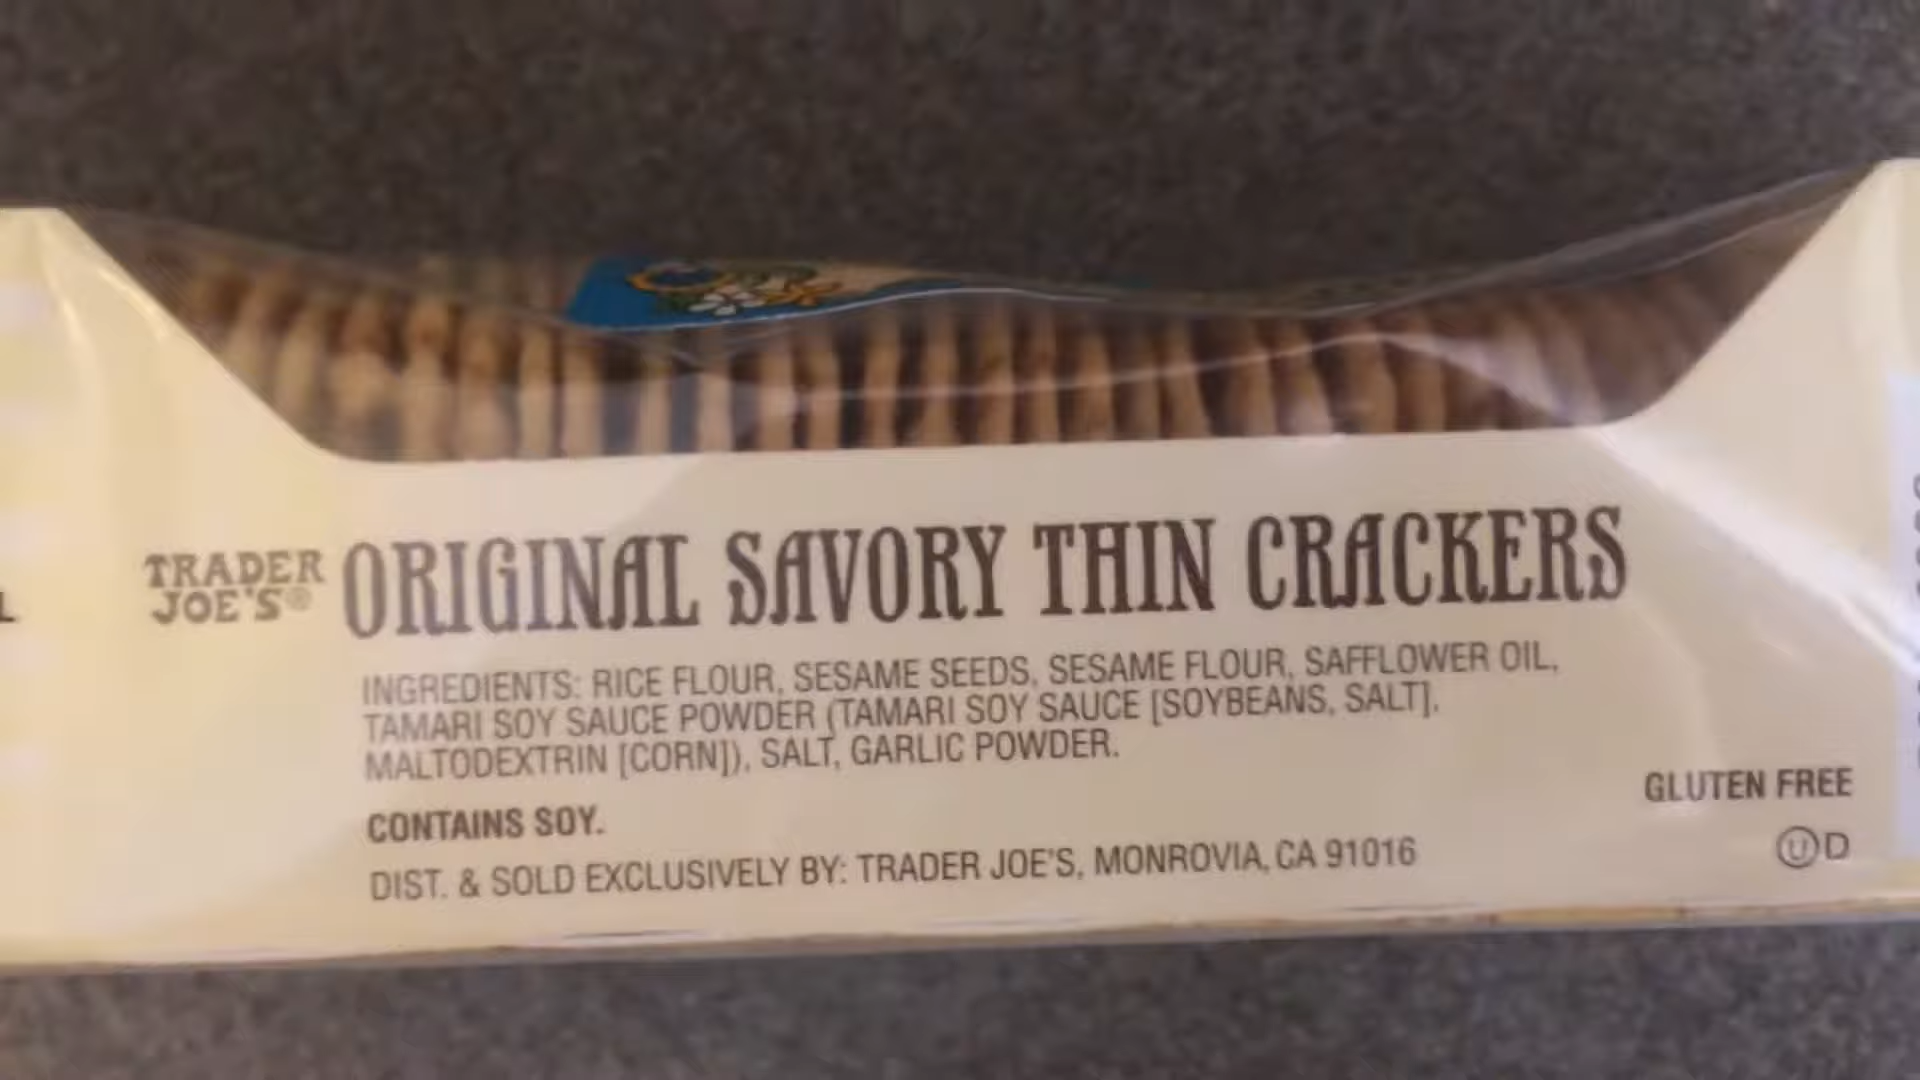 TRADER
JOE'S®
ORIGINAL SAVORY THIN CRACKERS
INGREDIENTS: RICE FLOUR, SESAME SEEDS, SESAME FLOUR, SAFFLOWER OIL,
TAMARI SOY SAUCE POWDER (TAMARI SOY SAUCE [SOYBEANS, SALT],
MALTODEXTRIN [CORN]), SALT, GARLIC POWDER.
CONTAINS SOY.
DIST. & SOLD EXCLUSIVELY BY: TRADER JOE'S, MONROVIA, CA 91016
GLUTEN FREE
Ⓤ D